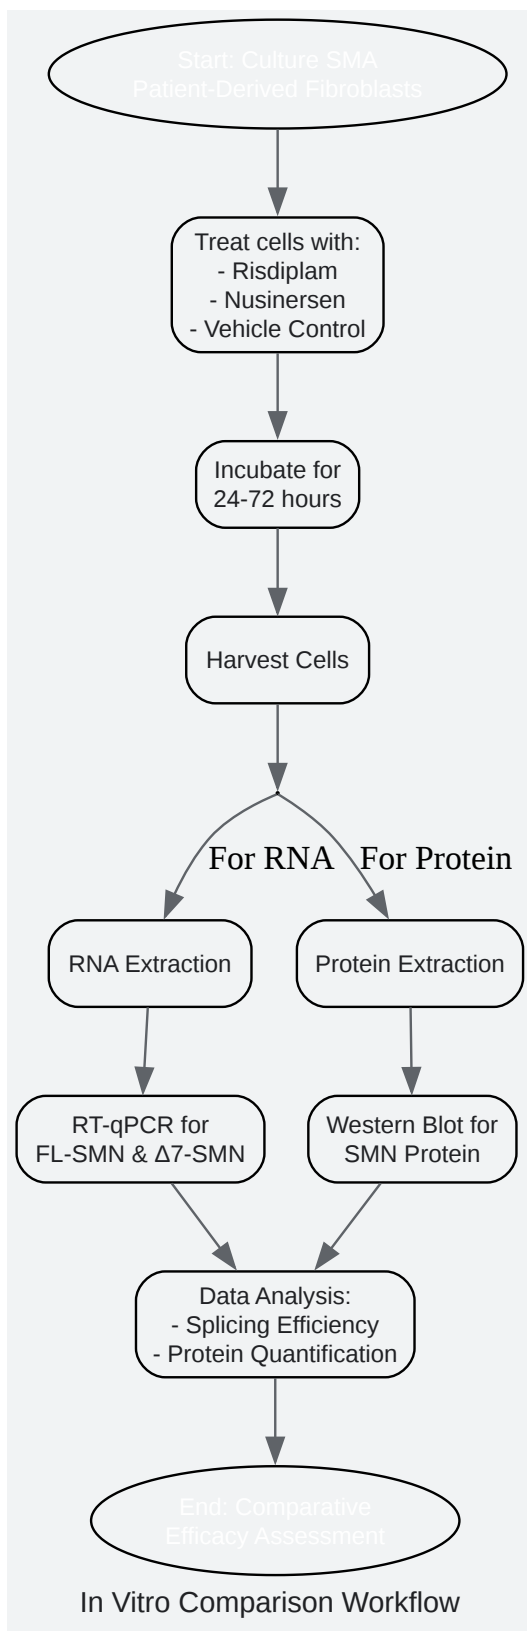 Start: Culture SMA
Patient-Derived Fibroblasts
Treat cells with:
- Risdiplam
- Nusinersen
- Vehicle Control
Incubate for
24-72 hours
Harvest Cells
For RNA
For Protein
RNA Extraction
Protein Extraction
RT-qPCR for
FL-SMN & Δ7-SMN
Western Blot for
SMN Protein
Data Analysis:
- Splicing Efficiency
- Protein Quantification
End: Comparative
Efficacy Assessment
In Vitro Comparison Workflow